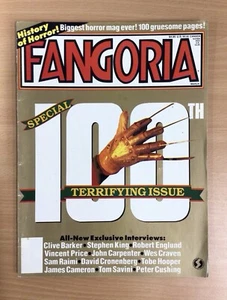 History of Horror!
Biggest horror mag ever! 100 gruesome pages!
FANGORIA
SPECIAL
100TH
TERRIFYING ISSUE
All-New Exclusive Interviews:
Clive Barker • Stephen King • Robert Englund
Vincent Price • John Carpenter • Wes Craven
Sam Raimi • David Cronenberg • Tobe Hooper
James Cameron • Tom Savini • Peter Cushing